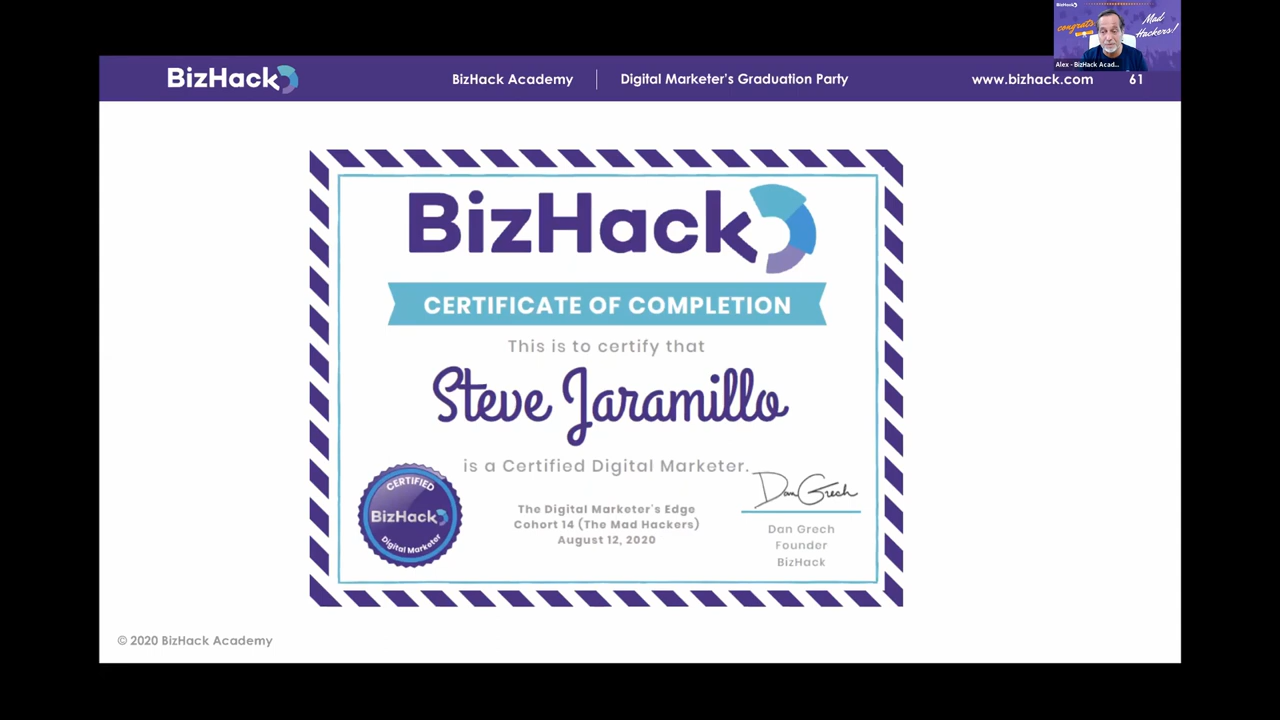 BizHack
congrats
Mad
Hackers!
Alex - BizHack Acad...
BizHack
BizHack Academy
Digital Marketer's Graduation Party
www.bizhack.com
61
BizHack
CERTIFICATE OF COMPLETION
This is to certify that
Steve Jaramillo
is a Certified Digital Marketer.
CERTIFIED
BizHack
Digital Marketer
The Digital Marketer's Edge
Cohort 14 (The Mad Hackers)
August 12, 2020
Dan Grech
Dan Grech
Founder
BizHack
© 2020 BizHack Academy